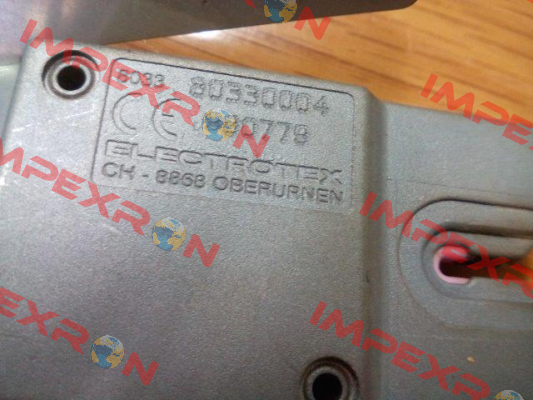 IMPEXRON
IMPEXRON
IMPEXRON
IMPEXRON
IMPEXRON
IMPEXRON
6033 80330004
CE
ELECTROTEX
CH - 8868 OBERURNEN